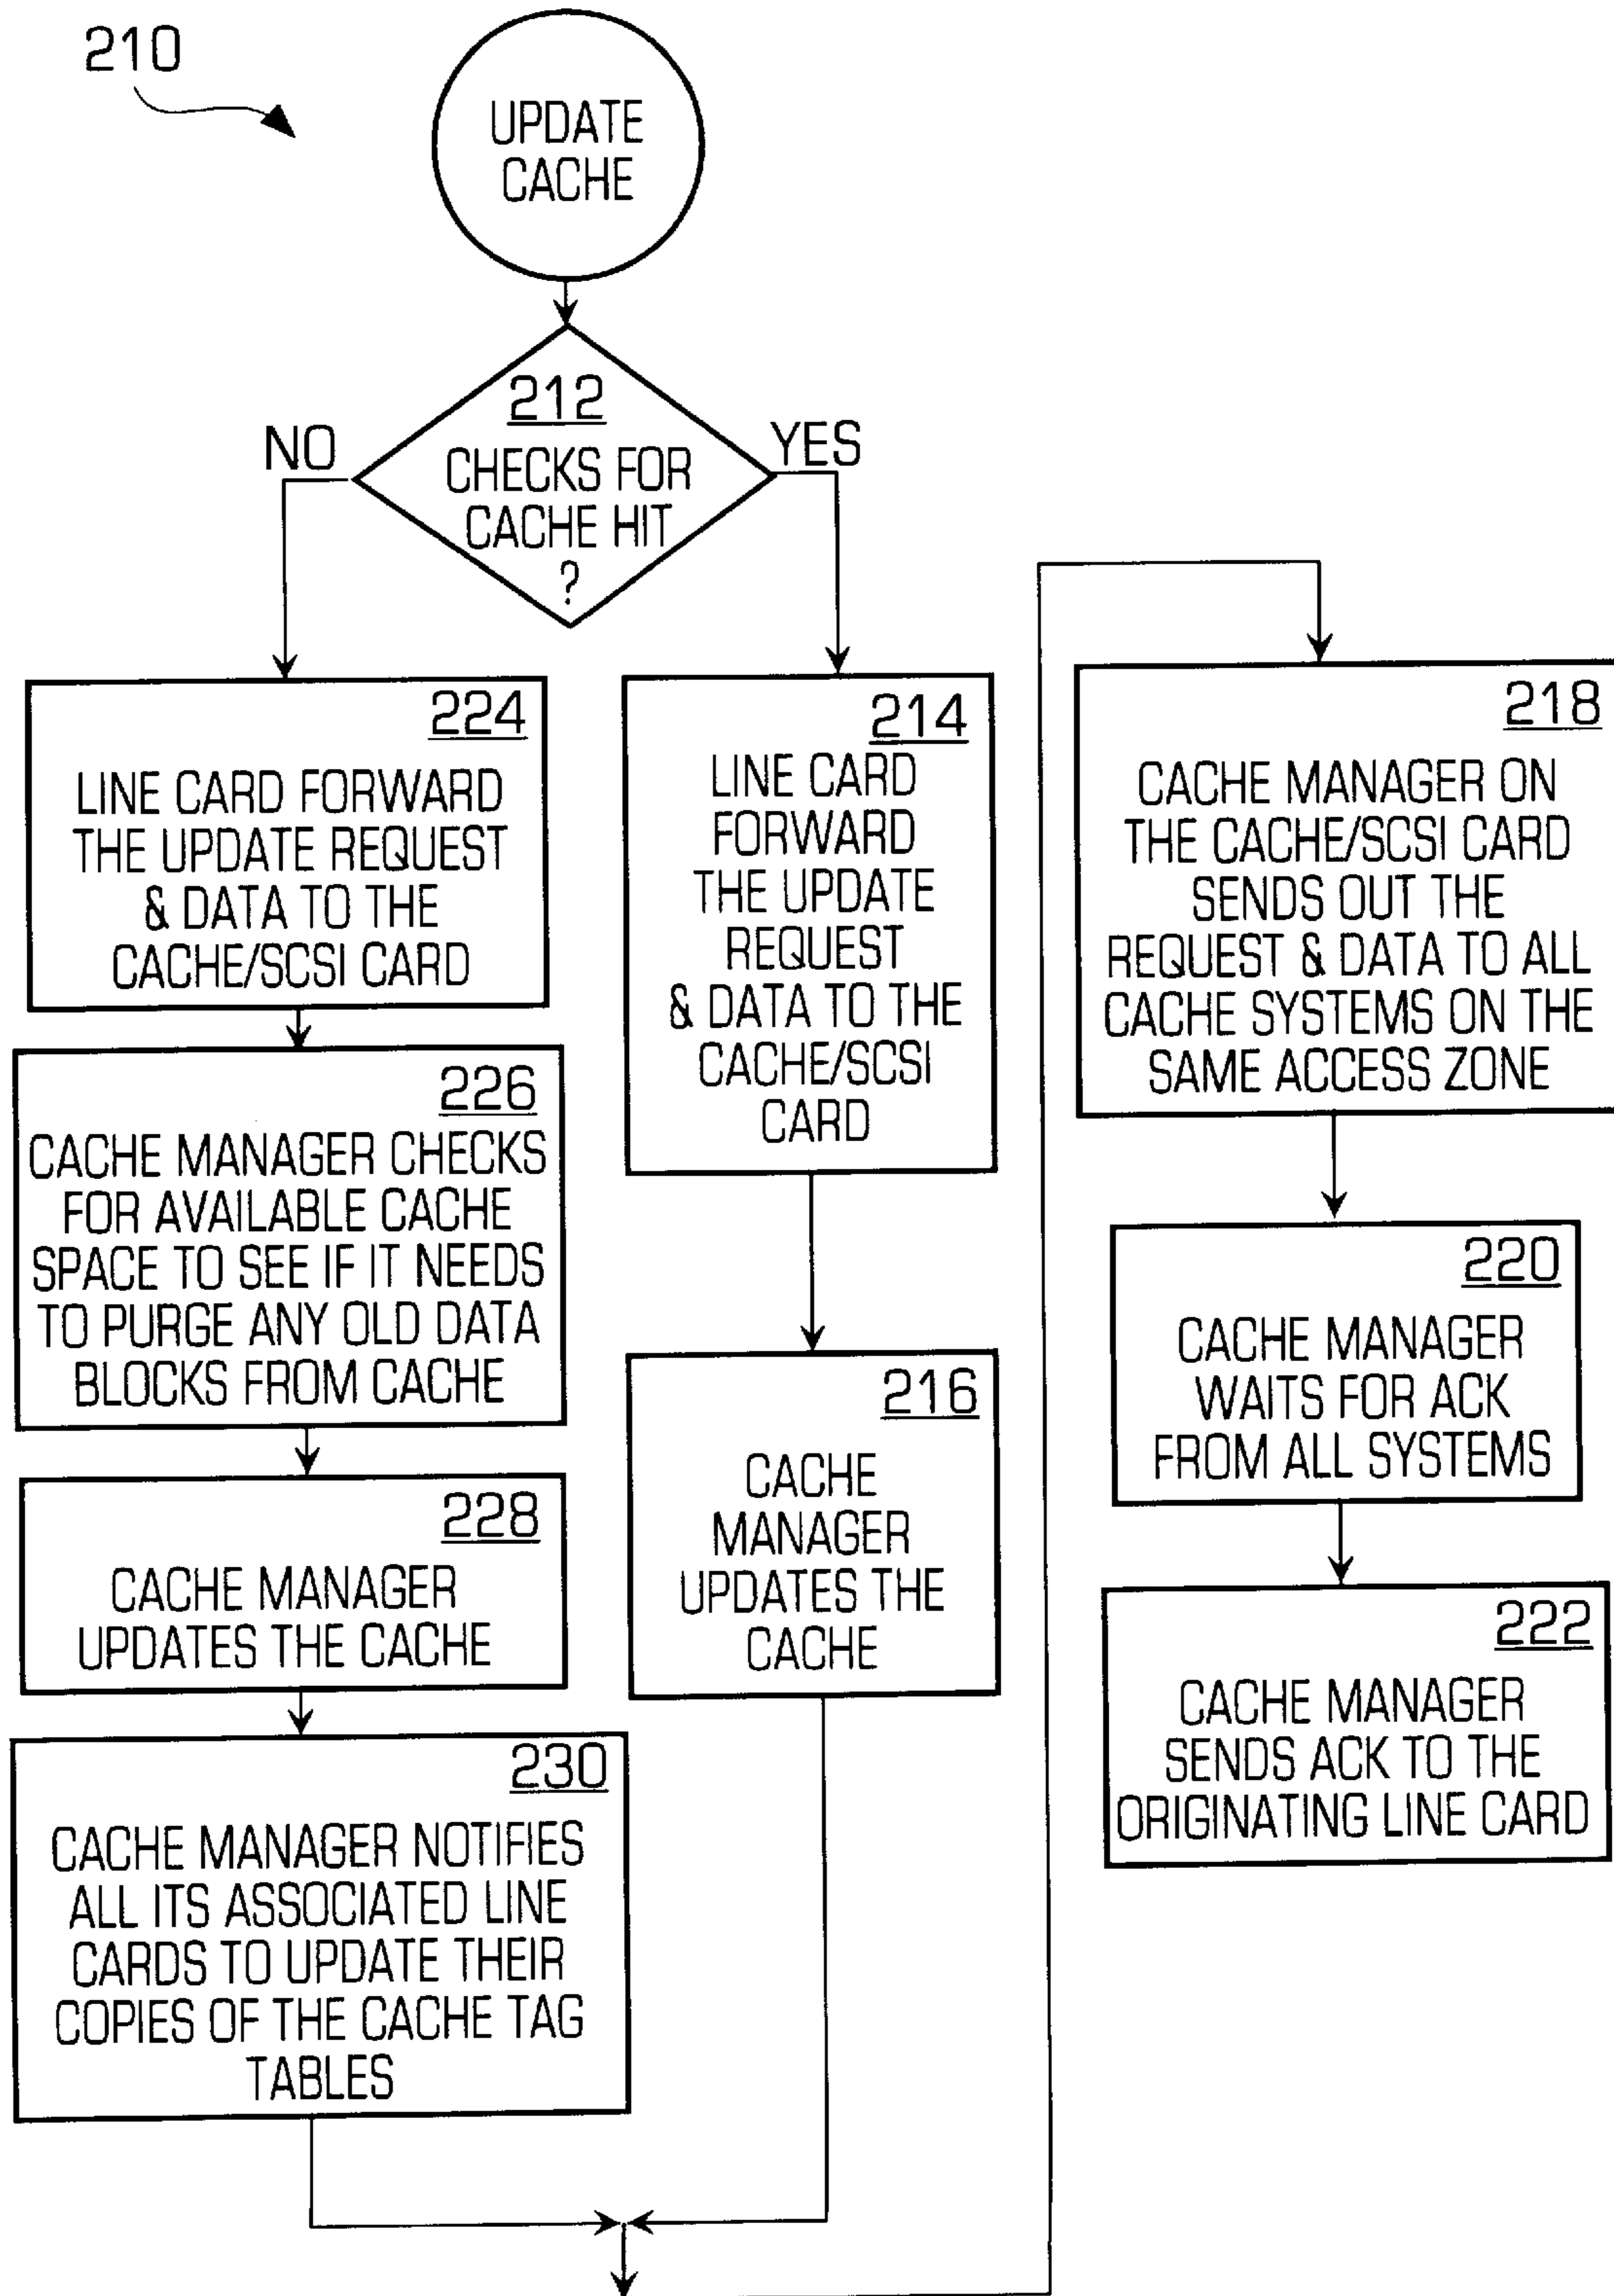 210
UPDATE
CACHE
212
CHECKS FOR
CACHE HIT
?
NO
YES
224
LINE CARD FORWARD
THE UPDATE REQUEST
& DATA TO THE
CACHE/SCSI CARD
226
CACHE MANAGER CHECKS
FOR AVAILABLE CACHE
SPACE TO SEE IF IT NEEDS
TO PURGE ANY OLD DATA
BLOCKS FROM CACHE
228
CACHE MANAGER
UPDATES THE CACHE
230
CACHE MANAGER NOTIFIES
ALL ITS ASSOCIATED LINE
CARDS TO UPDATE THEIR
COPIES OF THE CACHE TAG
TABLES
214
LINE CARD
FORWARD
THE UPDATE
REQUEST
& DATA TO THE
CACHE/SCSI
CARD
216
CACHE
MANAGER
UPDATES THE
CACHE
218
CACHE MANAGER ON
THE CACHE/SCSI CARD
SENDS OUT THE
REQUEST & DATA TO ALL
CACHE SYSTEMS ON THE
SAME ACCESS ZONE
220
CACHE MANAGER
WAITS FOR ACK
FROM ALL SYSTEMS
222
CACHE MANAGER
SENDS ACK TO THE
ORIGINATING LINE CARD